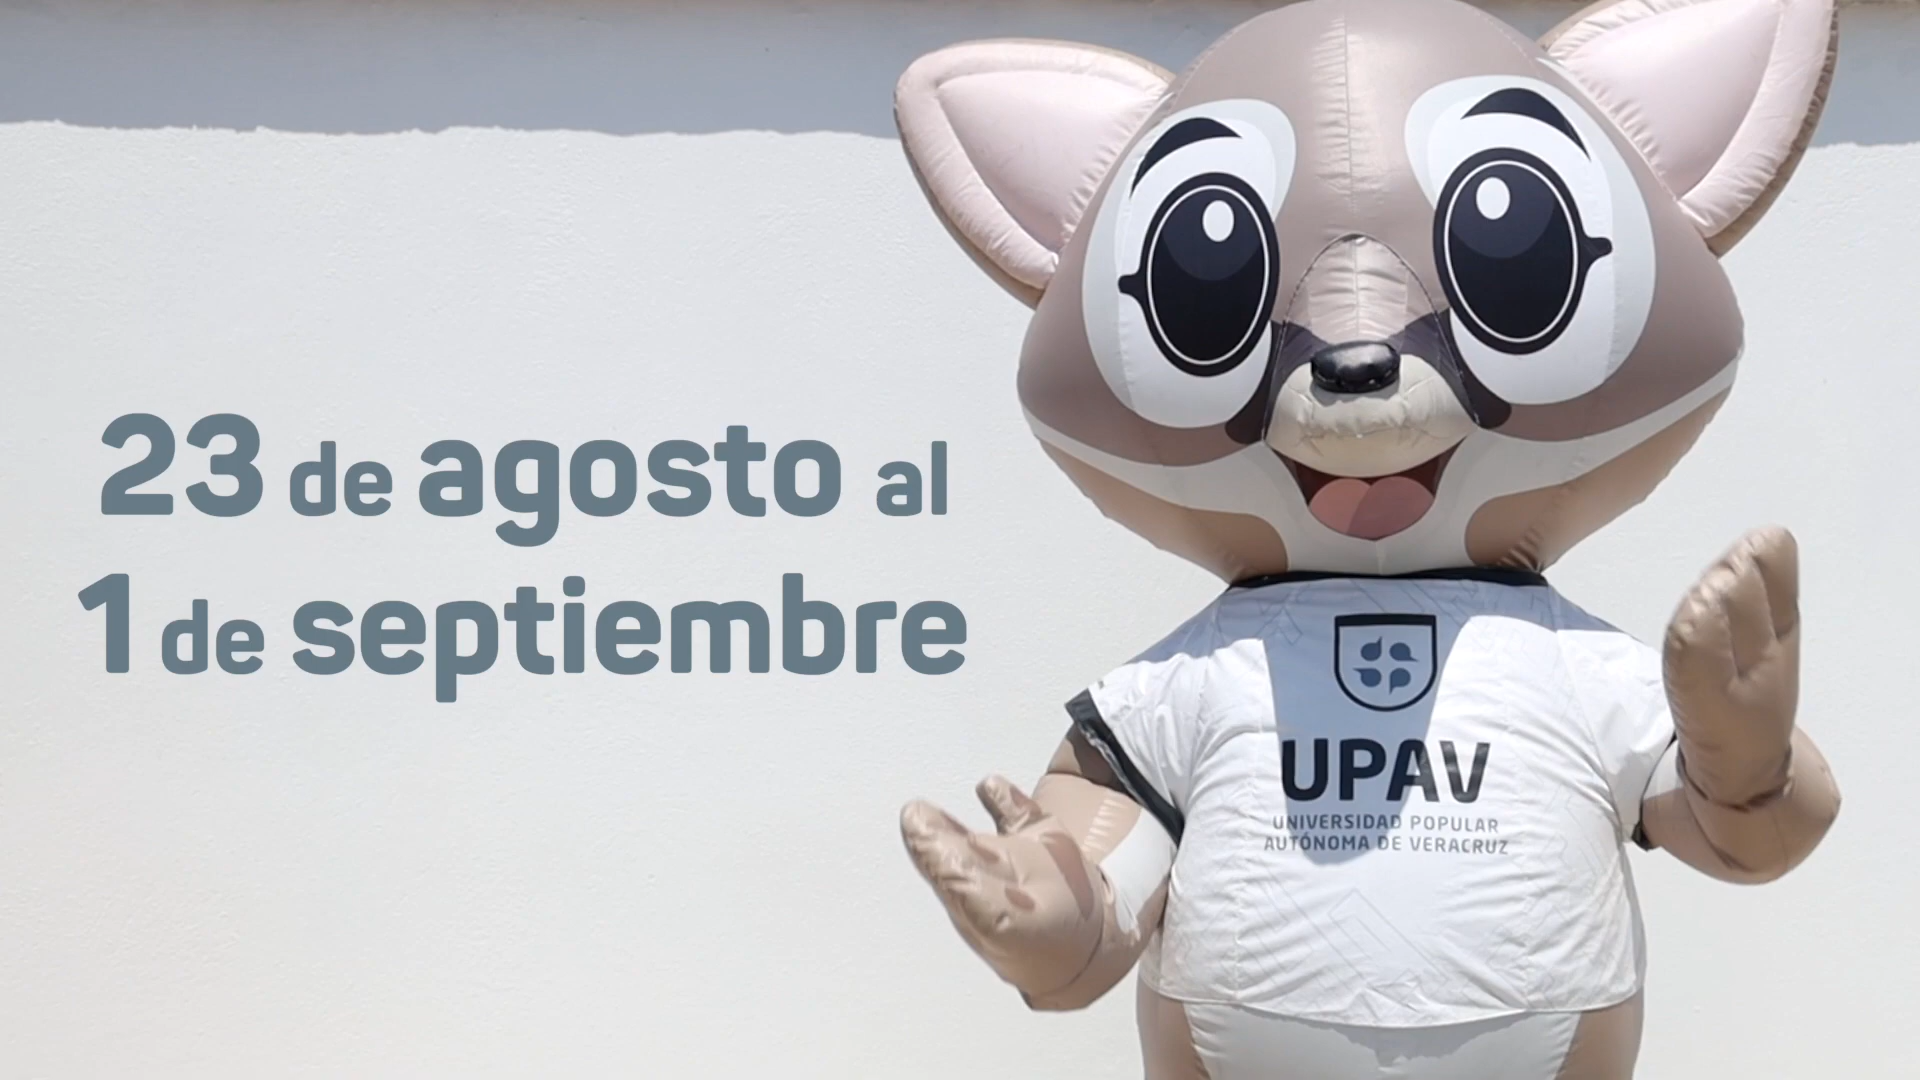 23 de agosto al
1 de septiembre
UPAV
UNIVERSIDAD POPULAR
AUTÓNOMA DE VERACRUZ